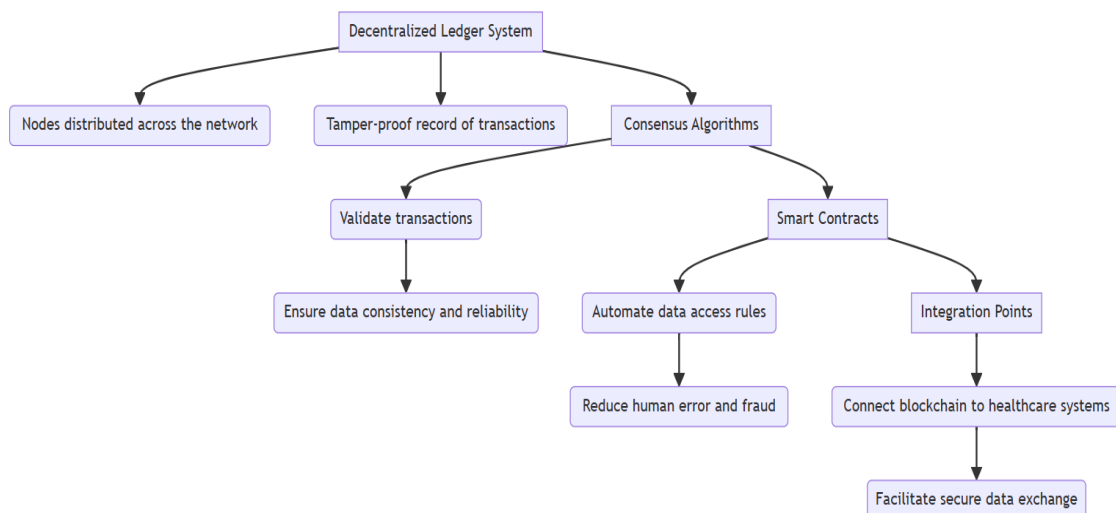 Decentralized Ledger System
Nodes distributed across the network
Tamper-proof record of transactions
Consensus Algorithms
Validate transactions
Smart Contracts
Ensure data consistency and reliability
Automate data access rules
Integration Points
Reduce human error and fraud
Connect blockchain to healthcare systems
Facilitate secure data exchange